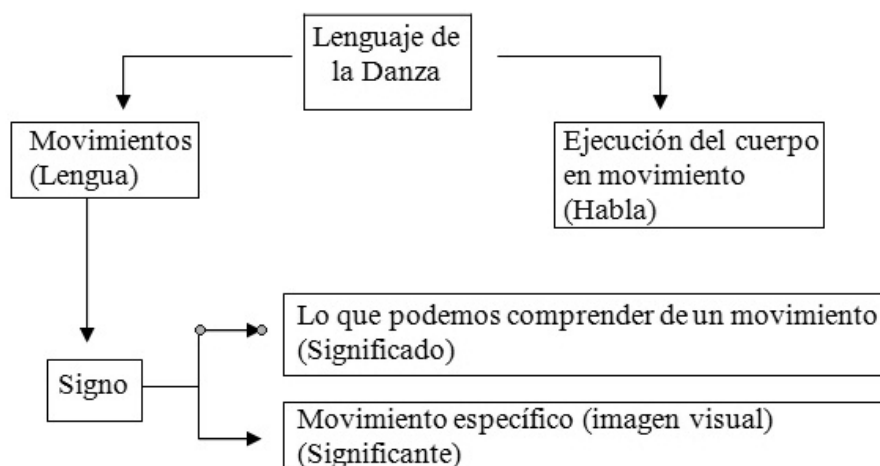 Lenguaje de
la Danza
Movimientos
(Lengua)
Ejecución del cuerpo
en movimiento
(Habla)
Lo que podemos comprender de un movimiento
(Significado)
Signo
Movimiento específico (imagen visual)
(Significante)